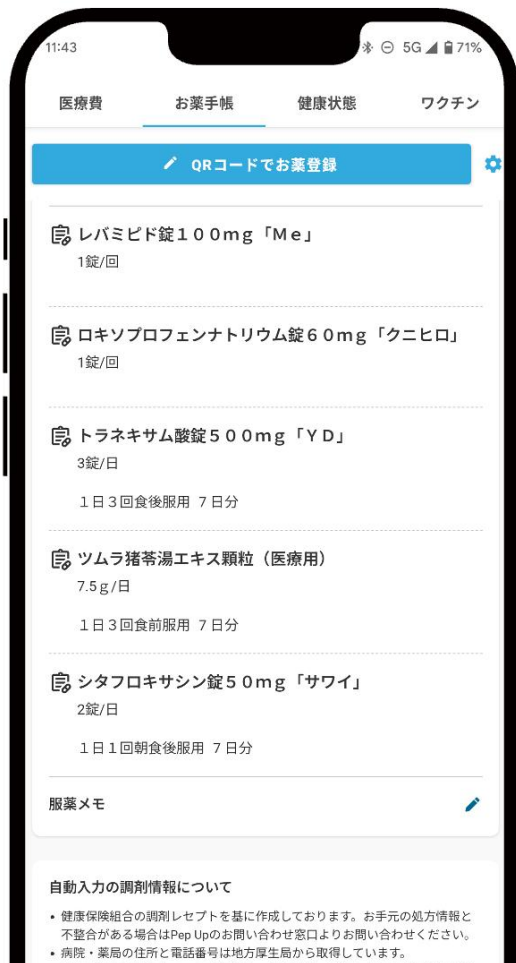 11:43
5G 71%
医療費 お薬手帳 健康状態 ワクチン
QRコードでお薬登録
レバミピド錠１００mg「Me」
1錠/回
ロキソプロフェンナトリウム錠６０mg「クニヒロ」
1錠/回
トラネキサム酸錠５００mg「ＹＤ」
3錠/日
１日３回食後服用 ７日分
ツムラ猪苓湯エキス顆粒（医療用）
7.5ｇ/日
１日３回食前服用 ７日分
シタフロキサシン錠５０mg「サワイ」
2錠/日
１日１回朝食後服用 ７日分
服薬メモ
自動入力の調剤情報について
• 健康保険組合の調剤レセプトを基に作成しております。お手元の処方情報と
不整合がある場合はPep Upのお問い合わせ窓口よりお問い合わせください。
• 病院・薬局の住所と電話番号は地方厚生局から取得しています。